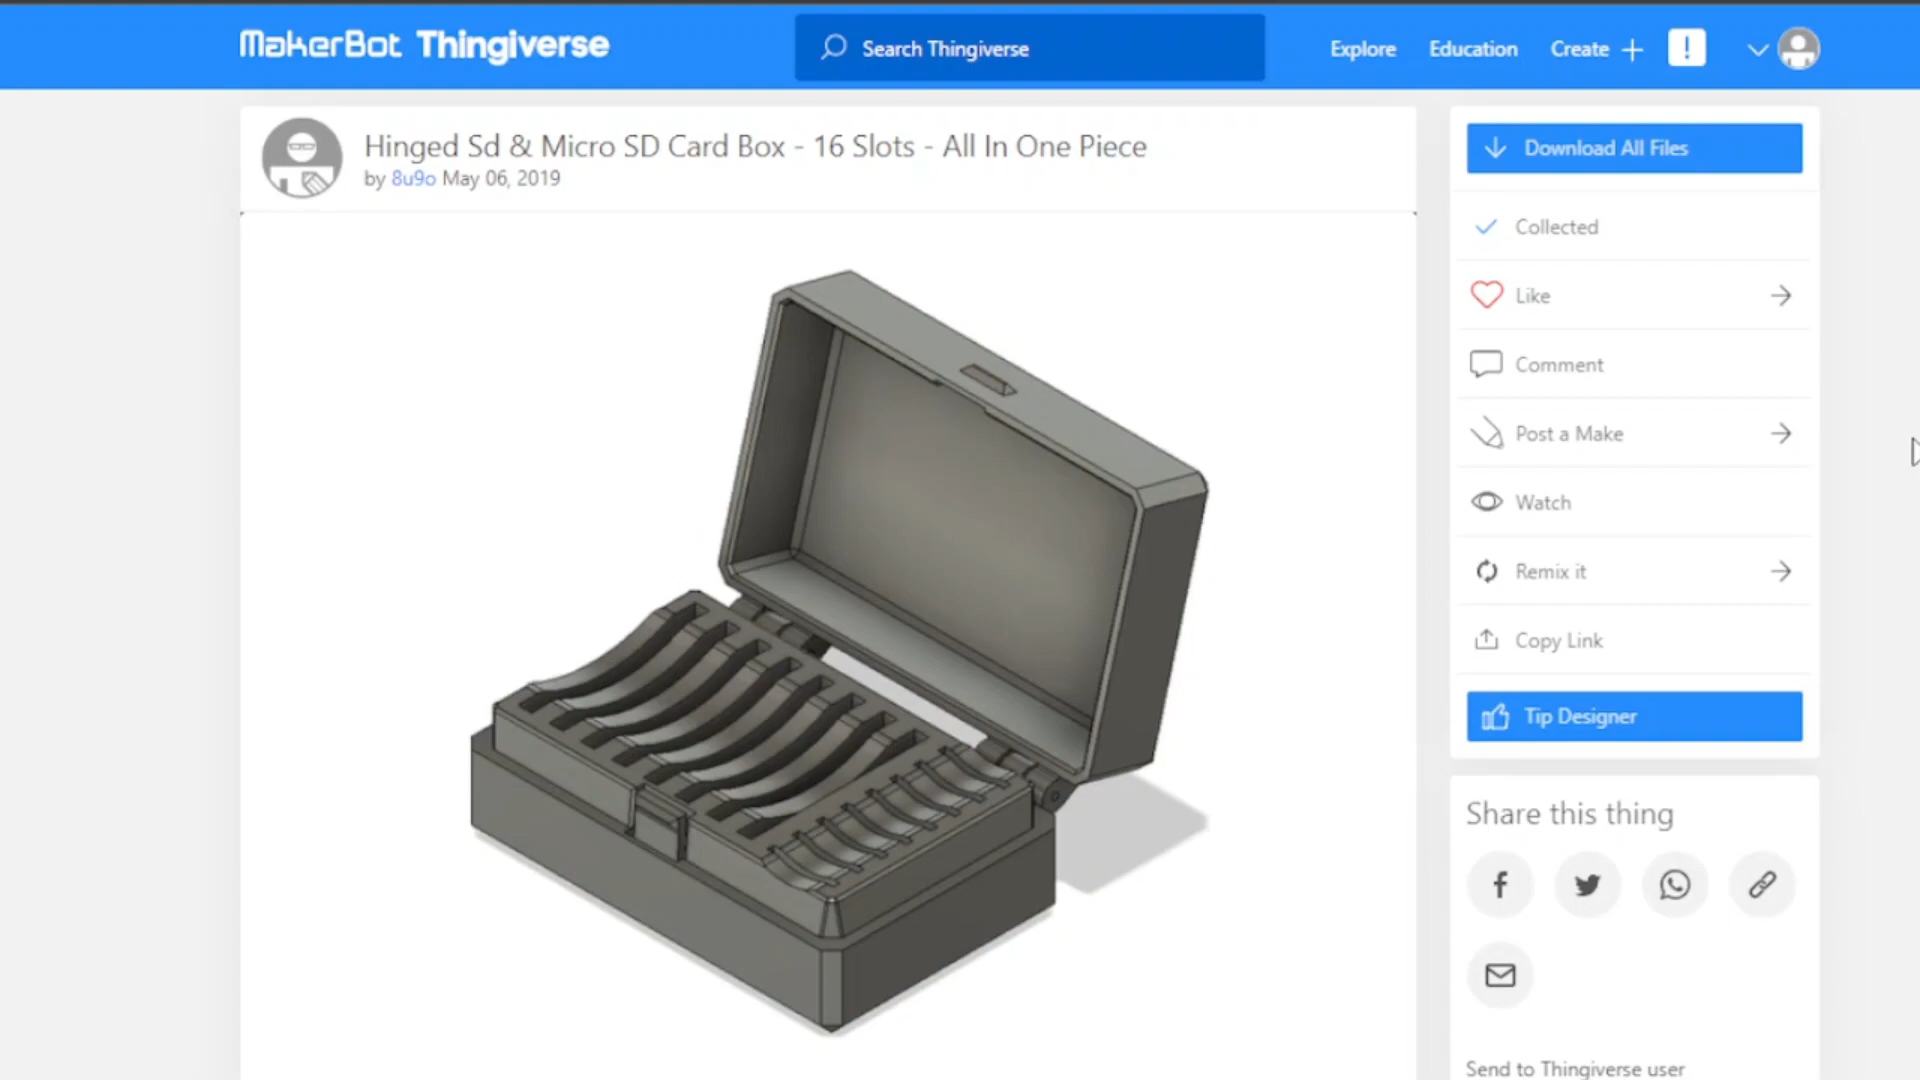 MakerBot Thingiverse
Search Thingiverse
Explore
Education
Create
Hinged Sd & Micro SD Card Box - 16 Slots - All In One Piece
by 8u9o May 06, 2019
Download All Files
Collected
Like
Comment
Post a Make
Watch
Remix it
Copy Link
Tip Designer
Share this thing
Send to Thingiverse user